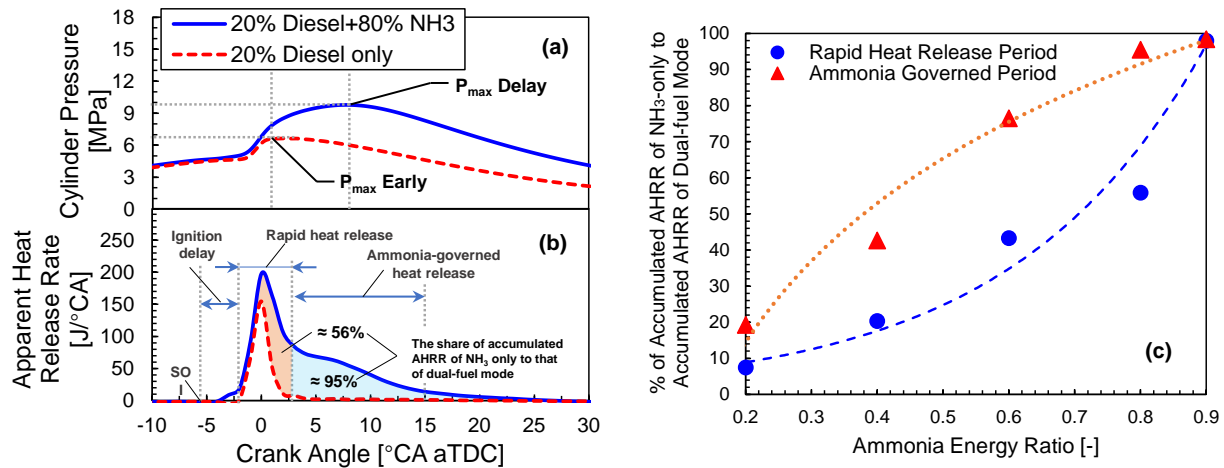 20% Diesel+80% NH3
20% Diesel only
(a)
Cylinder Pressure
[MPa]
18
15
12
9
6
3
0
P_max Delay
P_max Early
(b)
Apparent Heat
Release Rate
[J/°CA]
250
200
150
100
50
0
Ignition
delay
Rapid heat release
Ammonia-governed
heat release
≈ 56%
≈ 95%
The share of accumulated
AHRR of NH₃ only to that
of dual-fuel mode
SO
I
-10 -5 0 5 10 15 20 25 30
Crank Angle [°CA aTDC]
% of Accumulated AHRR of NH₃-only to
Accumulated AHRR of Dual-fuel Mode
100
90
80
70
60
50
40
30
20
10
0
Rapid Heat Release Period
Ammonia Governed Period
(c)
0.2 0.3 0.4 0.5 0.6 0.7 0.8 0.9
Ammonia Energy Ratio [-]